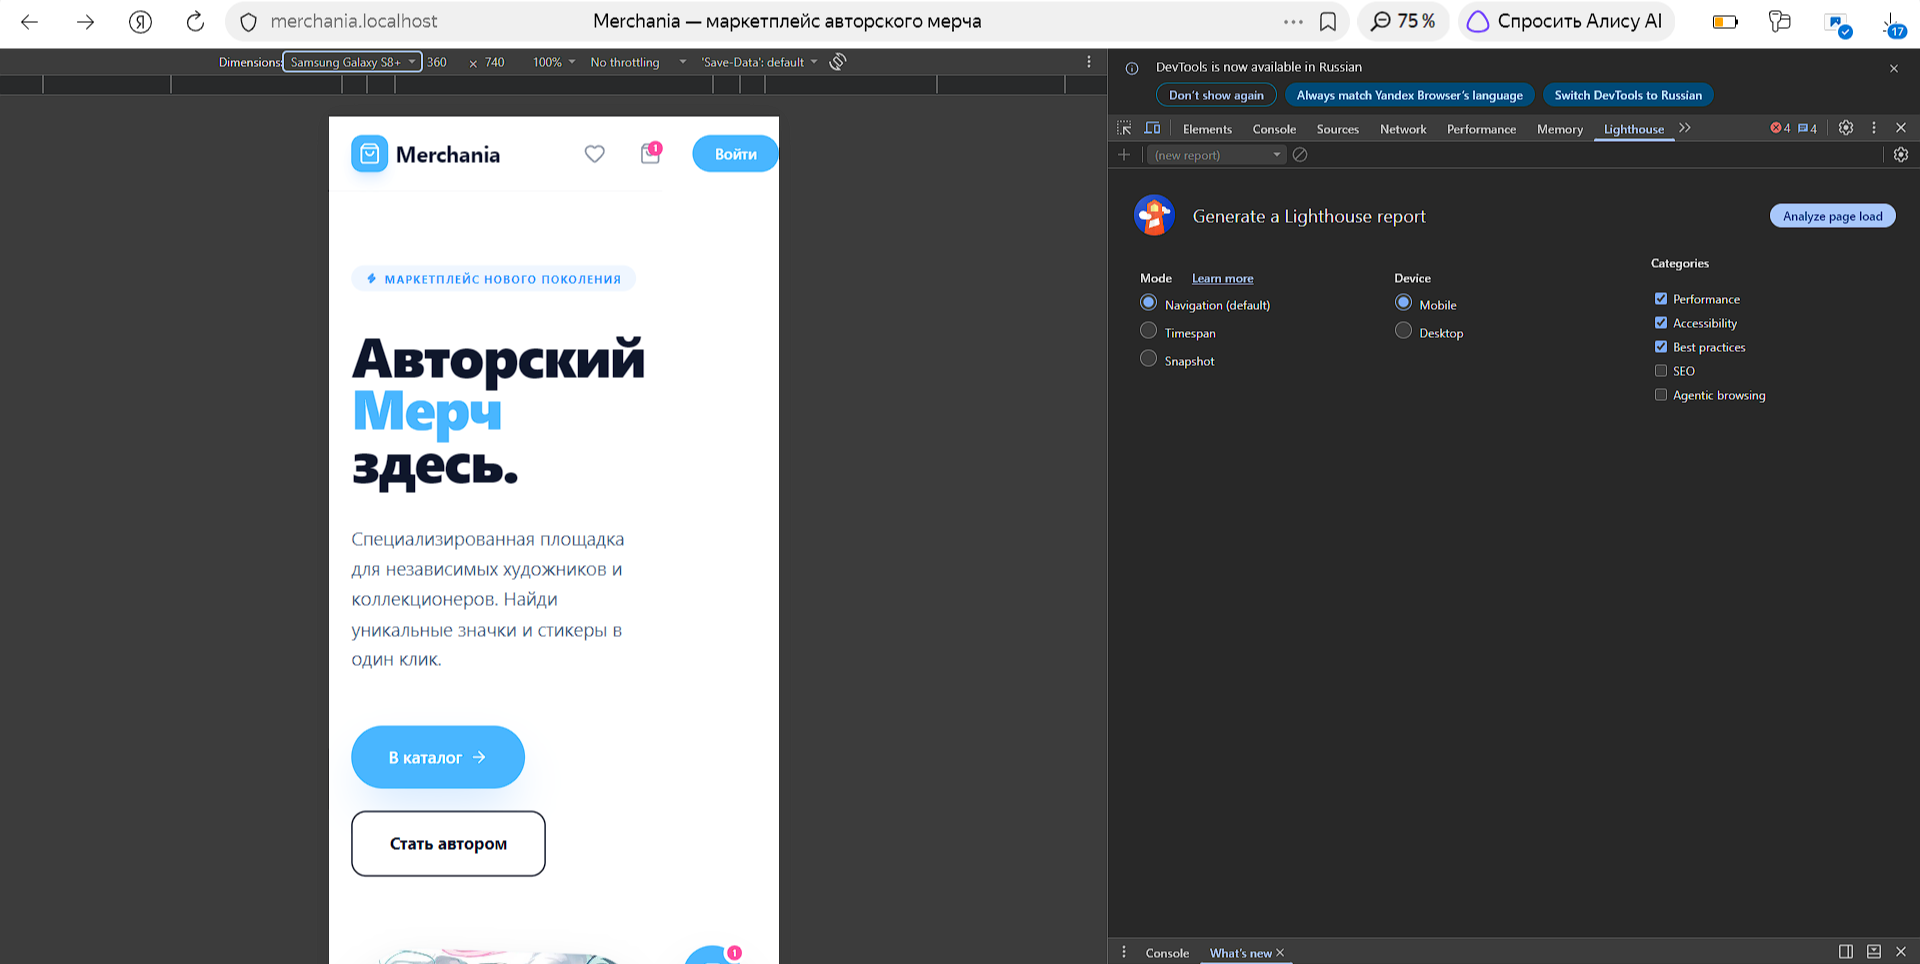 merchania.localhost
Merchania — маркетплейс авторского мерча
75 %
Спросить Алису AI
17
Dimensions: Samsung Galaxy S8+ 360 × 740 100% No throttling 'Save-Data': default
DevTools is now available in Russian
Don't show again
Always match Yandex Browser's language
Switch DevTools to Russian
Elements Console Sources Network Performance Memory Lighthouse 4 4
(new report)
Generate a Lighthouse report
Analyze page load
Mode Learn more
Navigation (default)
Timespan
Snapshot
Device
Mobile
Desktop
Categories
Performance
Accessibility
Best practices
SEO
Agentic browsing
Merchania
1
Войти
МАРКЕТПЛЕЙС НОВОГО ПОКОЛЕНИЯ
Авторский
Мерч
здесь.
Специализированная площадка
для независимых художников и
коллекционеров. Найди
уникальные значки и стикеры в
один клик.
В каталог
Стать автором
1
Console What's new